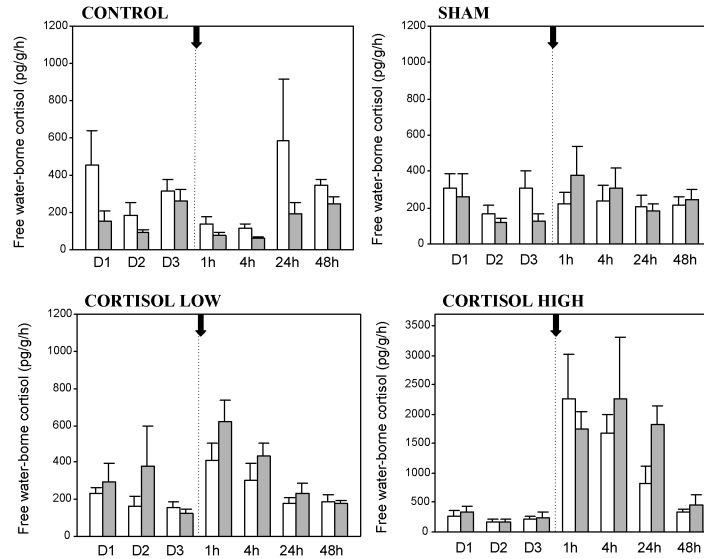 CONTROL
Free water-borne cortisol (pg/g/h)
1200
1000
800
600
400
200
0
D1 D2 D3 1h 4h 24h 48h
SHAM
Free water-borne cortisol (pg/g/h)
1200
1000
800
600
400
200
0
D1 D2 D3 1h 4h 24h 48h
CORTISOL LOW
Free water-borne cortisol (pg/g/h)
1200
1000
800
600
400
200
0
D1 D2 D3 1h 4h 24h 48h
CORTISOL HIGH
Free water-borne cortisol (pg/g/h)
3500
3000
2500
2000
1500
1000
500
0
D1 D2 D3 1h 4h 24h 48h